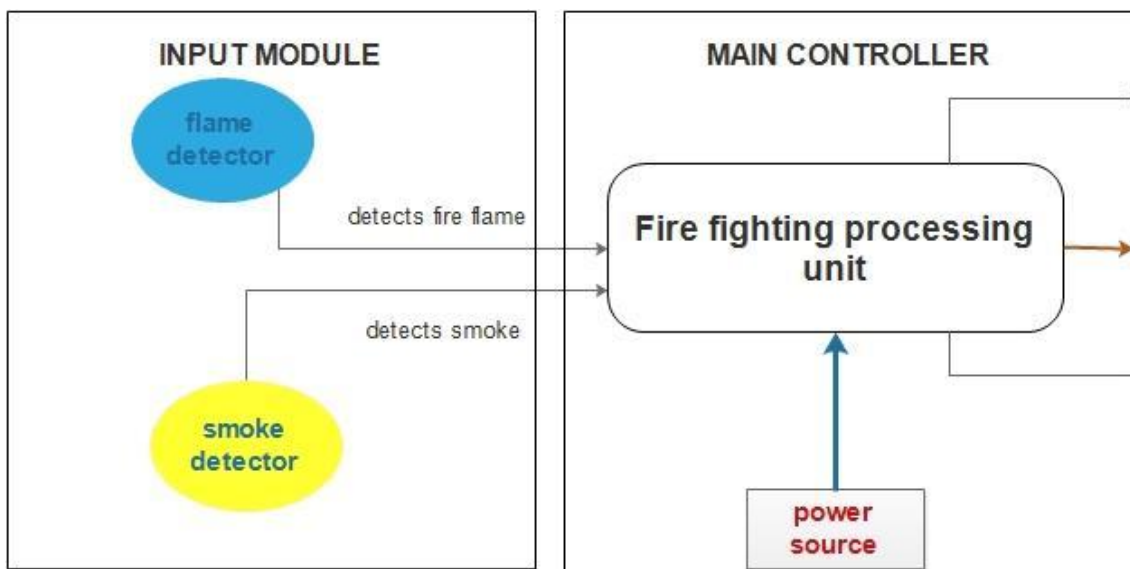 INPUT MODULE
flame
detector
detects fire flame
detects smoke
smoke
detector
MAIN CONTROLLER
Fire fighting processing
unit
power
source